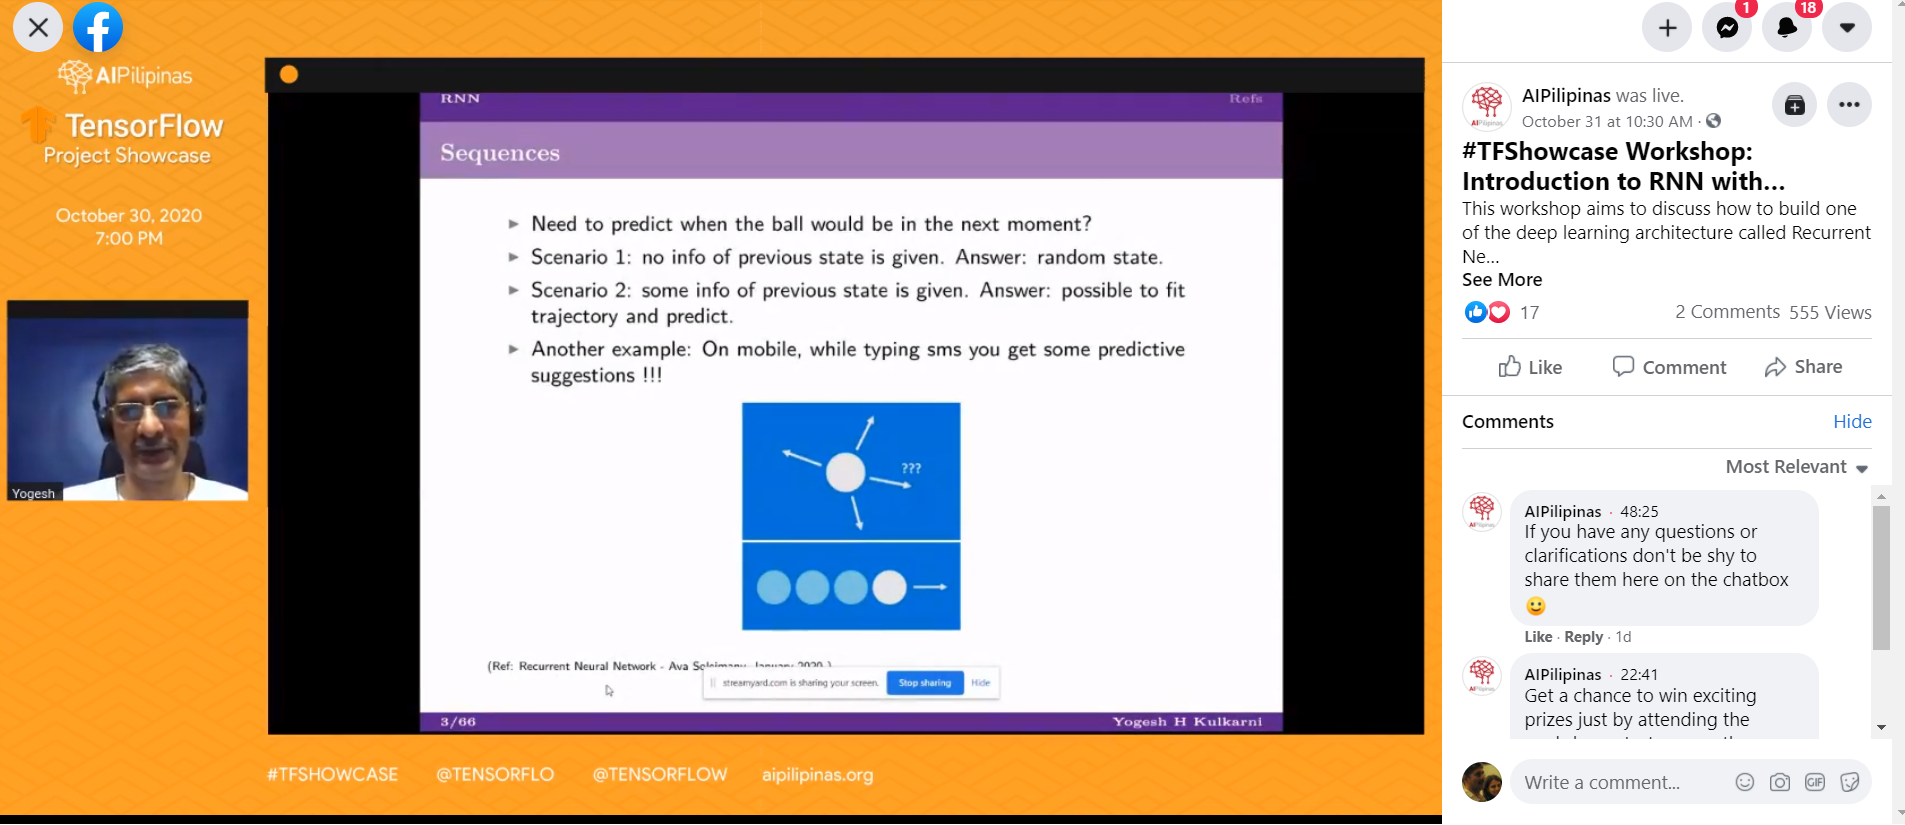 AIPilipinas
TensorFlow
Project Showcase
October 30, 2020
7:00 PM
Yogesh
RNN
Refs
Sequences
Need to predict when the ball would be in the next moment?
Scenario 1: no info of previous state is given. Answer: random state.
Scenario 2: some info of previous state is given. Answer: possible to fit
trajectory and predict.
Another example: On mobile, while typing sms you get some predictive
suggestions !!!
???
(Ref: Recurrent Neural Network - Ava Soleimany, January 2020 )
streamyard.com is sharing your screen.
Stop sharing
Hide
3/66
Yogesh H Kulkarni
#TFSHOWCASE
@TENSORFLO
@TENSORFLOW
aipilipinas.org
1
18
AIPilipinas
AIPilipinas was live.
October 31 at 10:30 AM ·
#TFShowcase Workshop:
Introduction to RNN with...
This workshop aims to discuss how to build one
of the deep learning architecture called Recurrent
Ne...
See More
17
2 Comments 555 Views
Like
Comment
Share
Comments
Hide
Most Relevant
AIPilipinas · 48:25
If you have any questions or
clarifications don't be shy to
share them here on the chatbox
Like · Reply · 1d
AIPilipinas · 22:41
Get a chance to win exciting
prizes just by attending the
Write a comment...
GIF